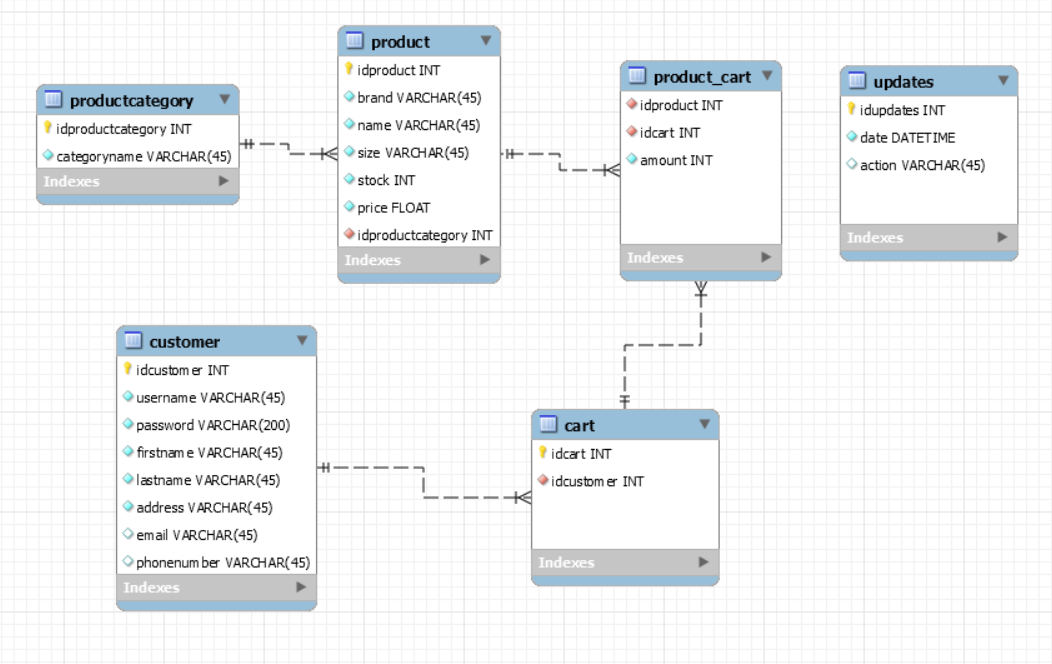 productcategory
idproductcategory INT
categoryname VARCHAR(45)
Indexes
product
idproduct INT
brand VARCHAR(45)
name VARCHAR(45)
size VARCHAR(45)
stock INT
price FLOAT
idproductcategory INT
Indexes
product_cart
idproduct INT
idcart INT
amount INT
Indexes
updates
idupdates INT
date DATETIME
action VARCHAR(45)
Indexes
customer
idcustomer INT
username VARCHAR(45)
password VARCHAR(200)
firstname VARCHAR(45)
lastname VARCHAR(45)
address VARCHAR(45)
email VARCHAR(45)
phonenumber VARCHAR(45)
Indexes
cart
idcart INT
idcustomer INT
Indexes